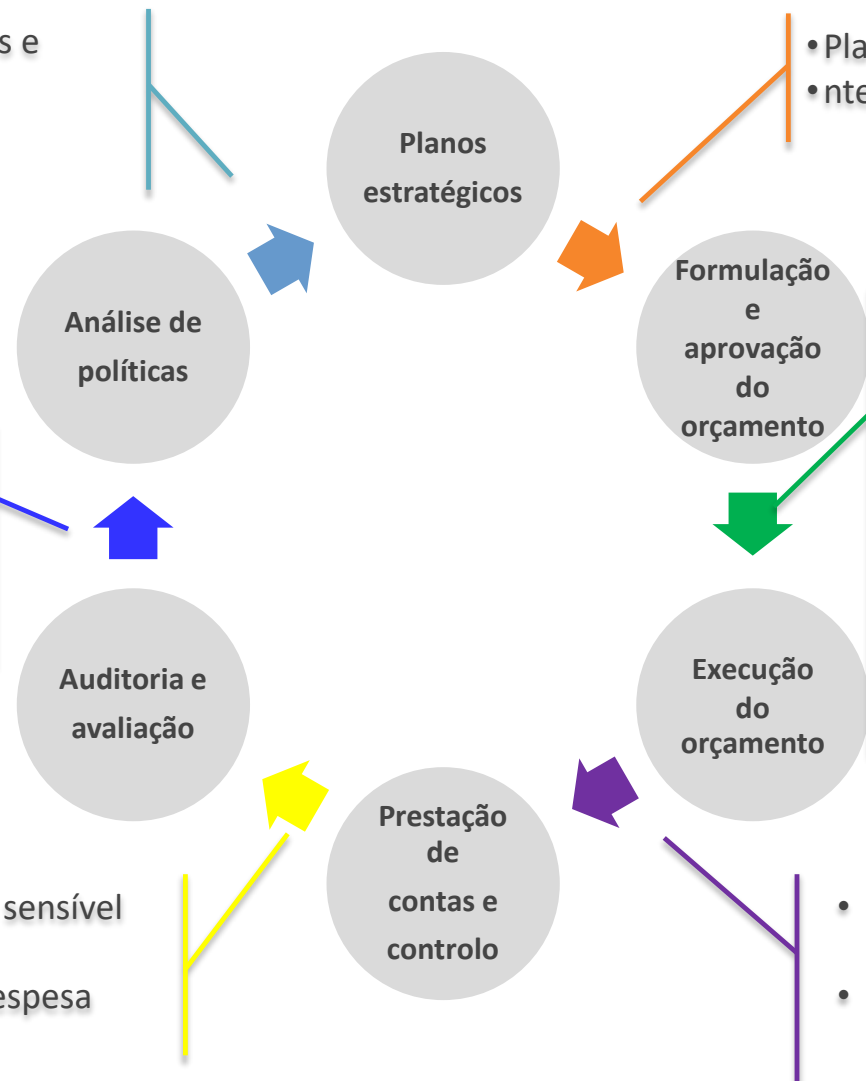 s e
• Pla
• nte
Planos
estratégicos
Formulação
e
aprovação
do
orçamento
Análise de
políticas
Execução
do
orçamento
Auditoria e
avaliação
Prestação
de
contas e
controlo
sensível
espesa
•
•